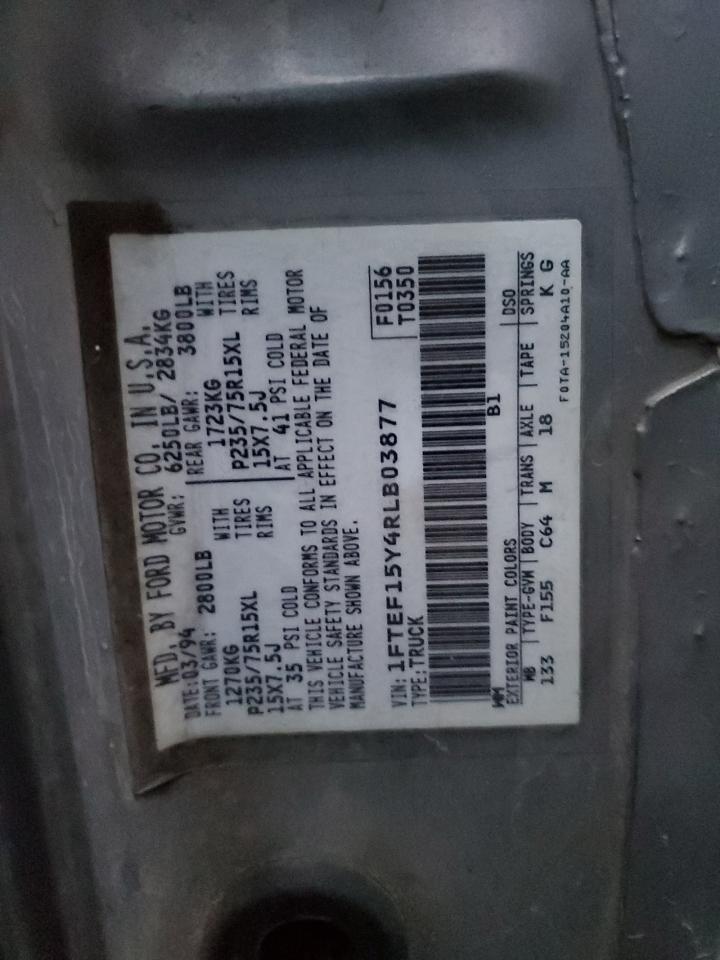 MFD. BY FORD MOTOR CO. IN U.S.A.
DATE: 03/94 GVWR: 6250LB/ 2834KG
FRONT GAWR: 2800LB REAR GAWR: 3800LB
1270KG WITH 1723KG WITH
P235/75R15XL TIRES P235/75R15XL TIRES
15X7.5J RIMS 15X7.5J RIMS
AT 35 PSI COLD AT 41 PSI COLD
THIS VEHICLE CONFORMS TO ALL APPLICABLE FEDERAL MOTOR
VEHICLE SAFETY STANDARDS IN EFFECT ON THE DATE OF
MANUFACTURE SHOWN ABOVE.
F0156
VIN: 1FTEF15Y4RLB03877 T0350
TYPE: TRUCK
WM B1
EXTERIOR PAINT COLORS DSO
WB TYPE-GVM BODY TRANS AXLE TAPE SPRINGS
133 F155 C64 M 18 K G
F0TA-15204A10-AA